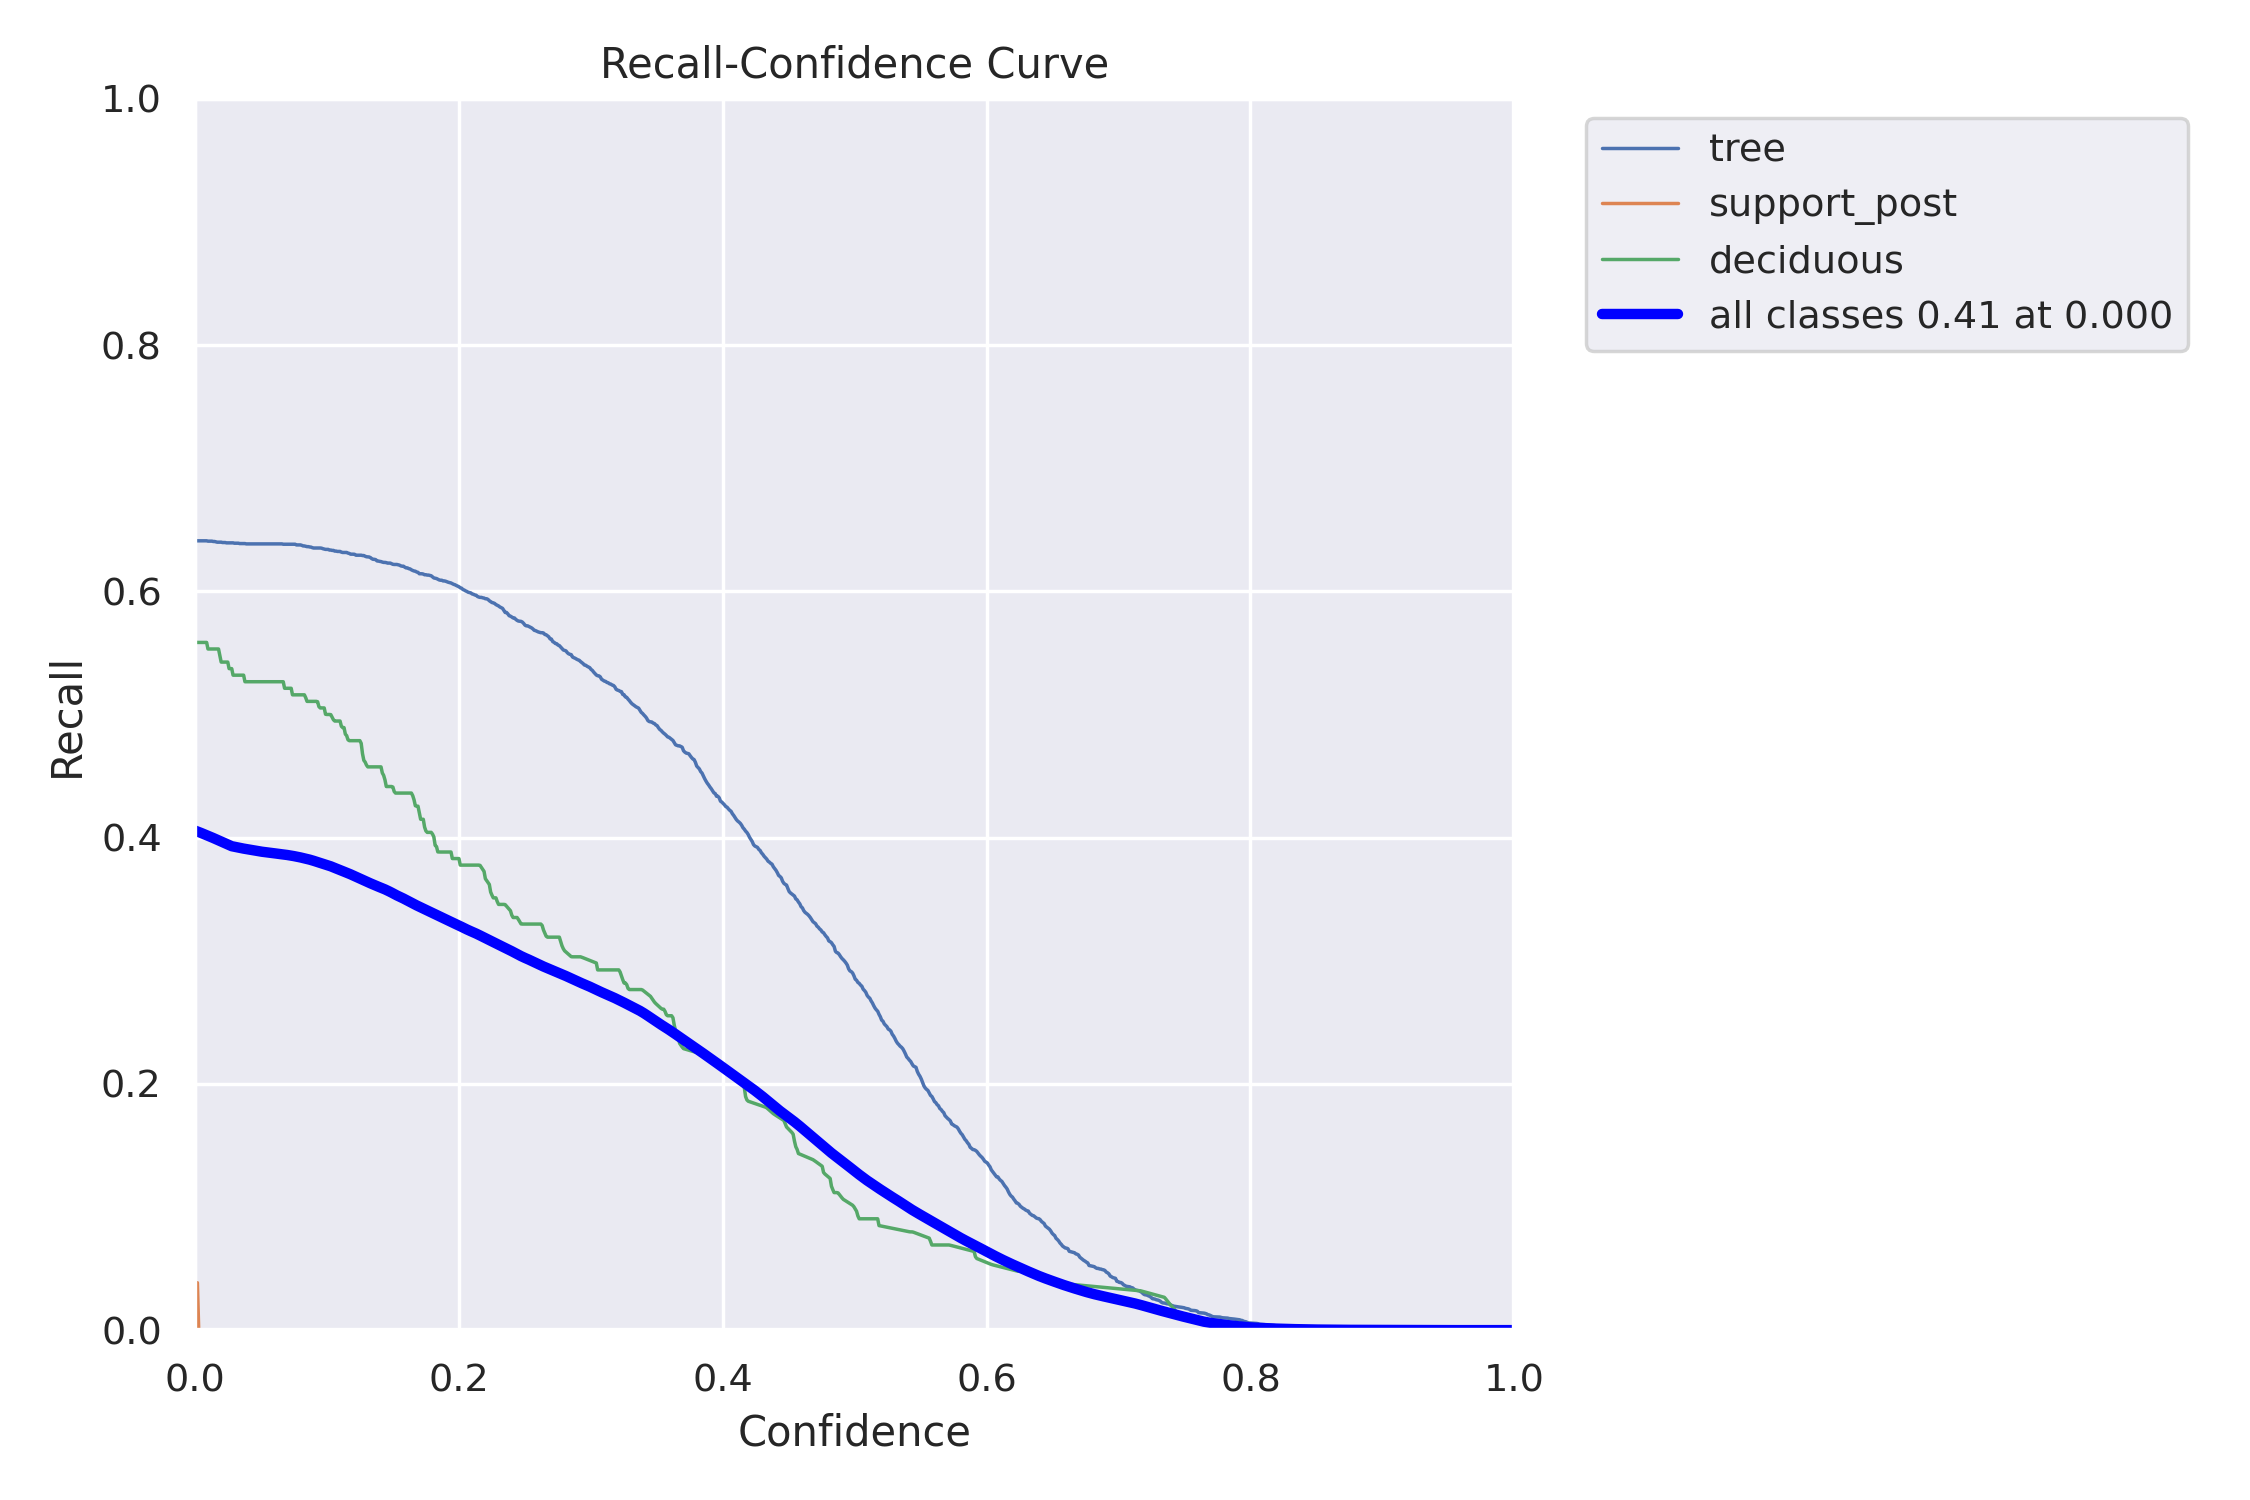 Recall-Confidence Curve
1.0
0.8
0.6
0.4
0.2
0.0
Recall
0.0 0.2 0.4 0.6 0.8 1.0
Confidence
tree
support_post
deciduous
all classes 0.41 at 0.000